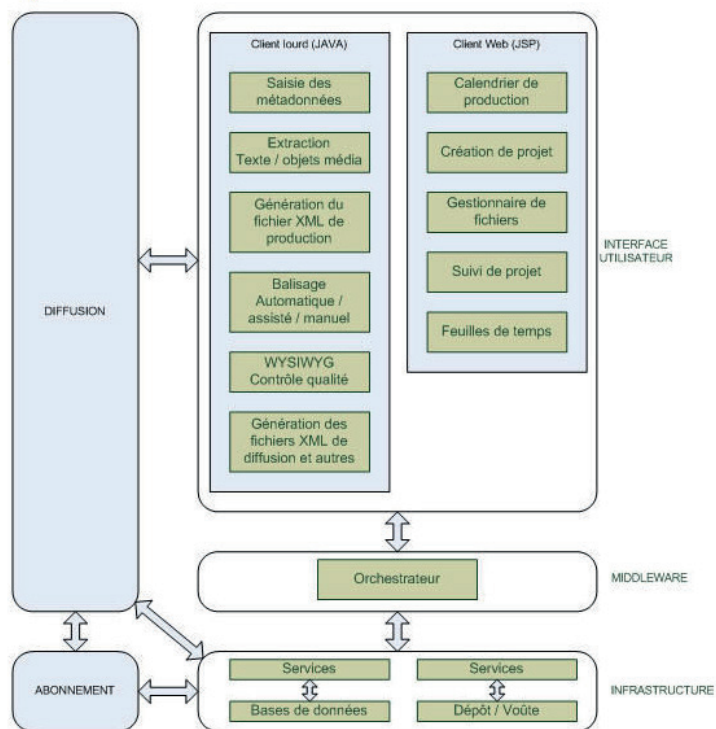 DIFFUSION
ABONNEMENT
Client lourd (JAVA)
Saisie des
métadonnées
Extraction
Texte / objets média
Génération du
fichier XML de
production
Balisage
Automatique /
assisté / manuel
WYSIWYG
Contrôle qualité
Génération des
fichiers XML de
diffusion et autres
Client Web (JSP)
Calendrier de
production
Création de projet
Gestionnaire de
fichiers
Suivi de projet
Feuilles de temps
INTERFACE
UTILISATEUR
Orchestrateur
MIDDLEWARE
Services
Bases de données
Services
Dépôt / Voûte
INFRASTRUCTURE